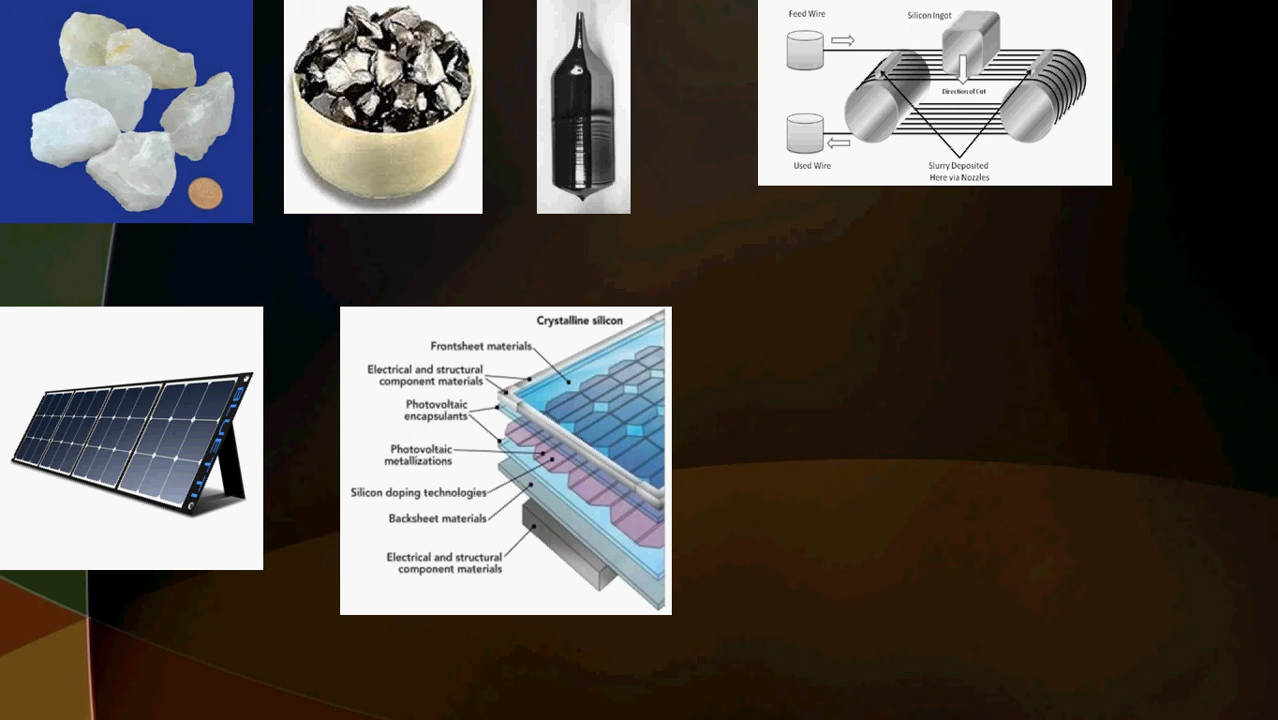 Feed Wire
Silicon Ingot
Direction of Cut
Used Wire
Slurry Deposited
Here via Nozzles
Crystalline silicon
Frontsheet materials
Electrical and structural
component materials
Photovoltaic
encapsulants
Photovoltaic
metallizations
Silicon doping technologies
Backsheet materials
Electrical and structural
component materials